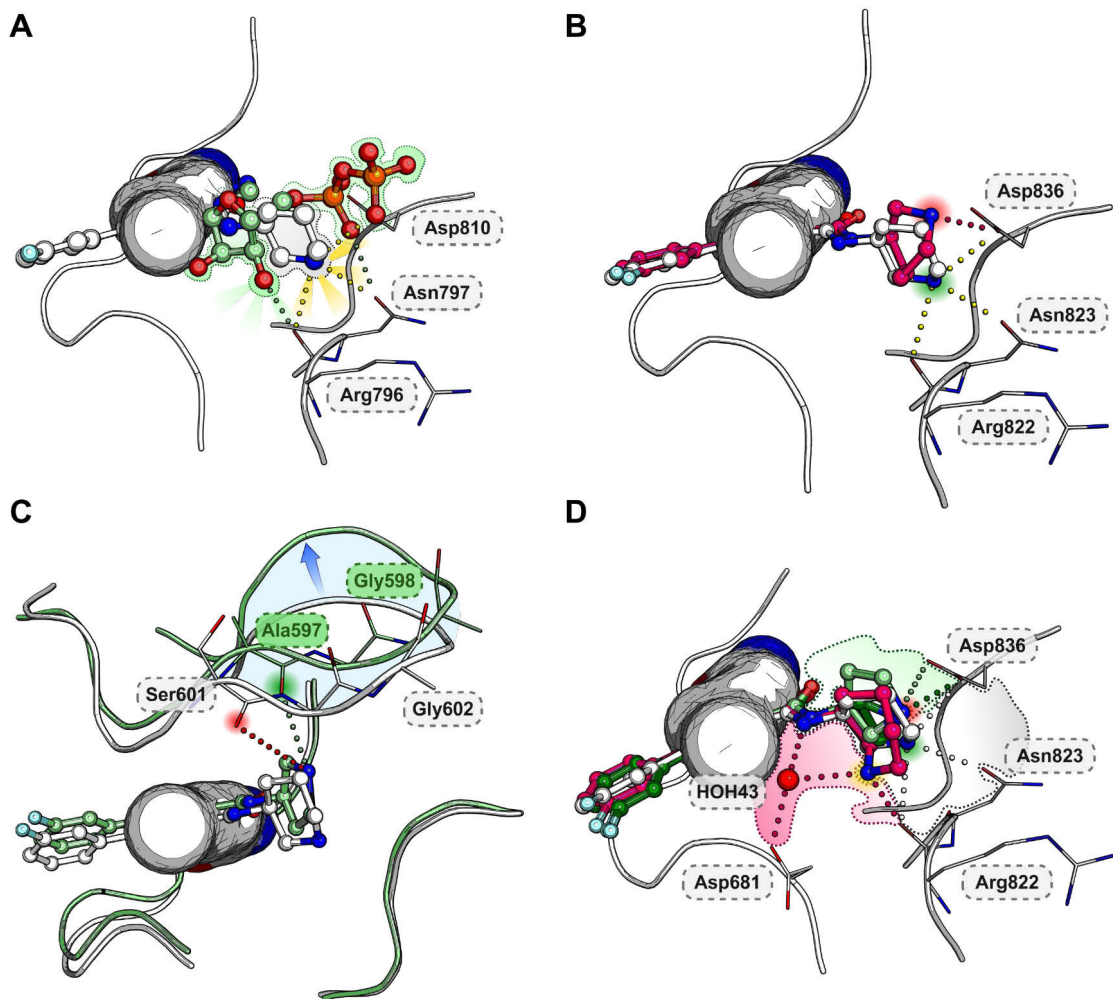 A
Asp810
Asn797
Arg796
B
Asp836
Asn823
Arg822
C
Gly598
Ala597
Ser601
Gly602
D
Asp836
Asn823
HOH43
Asp681
Arg822